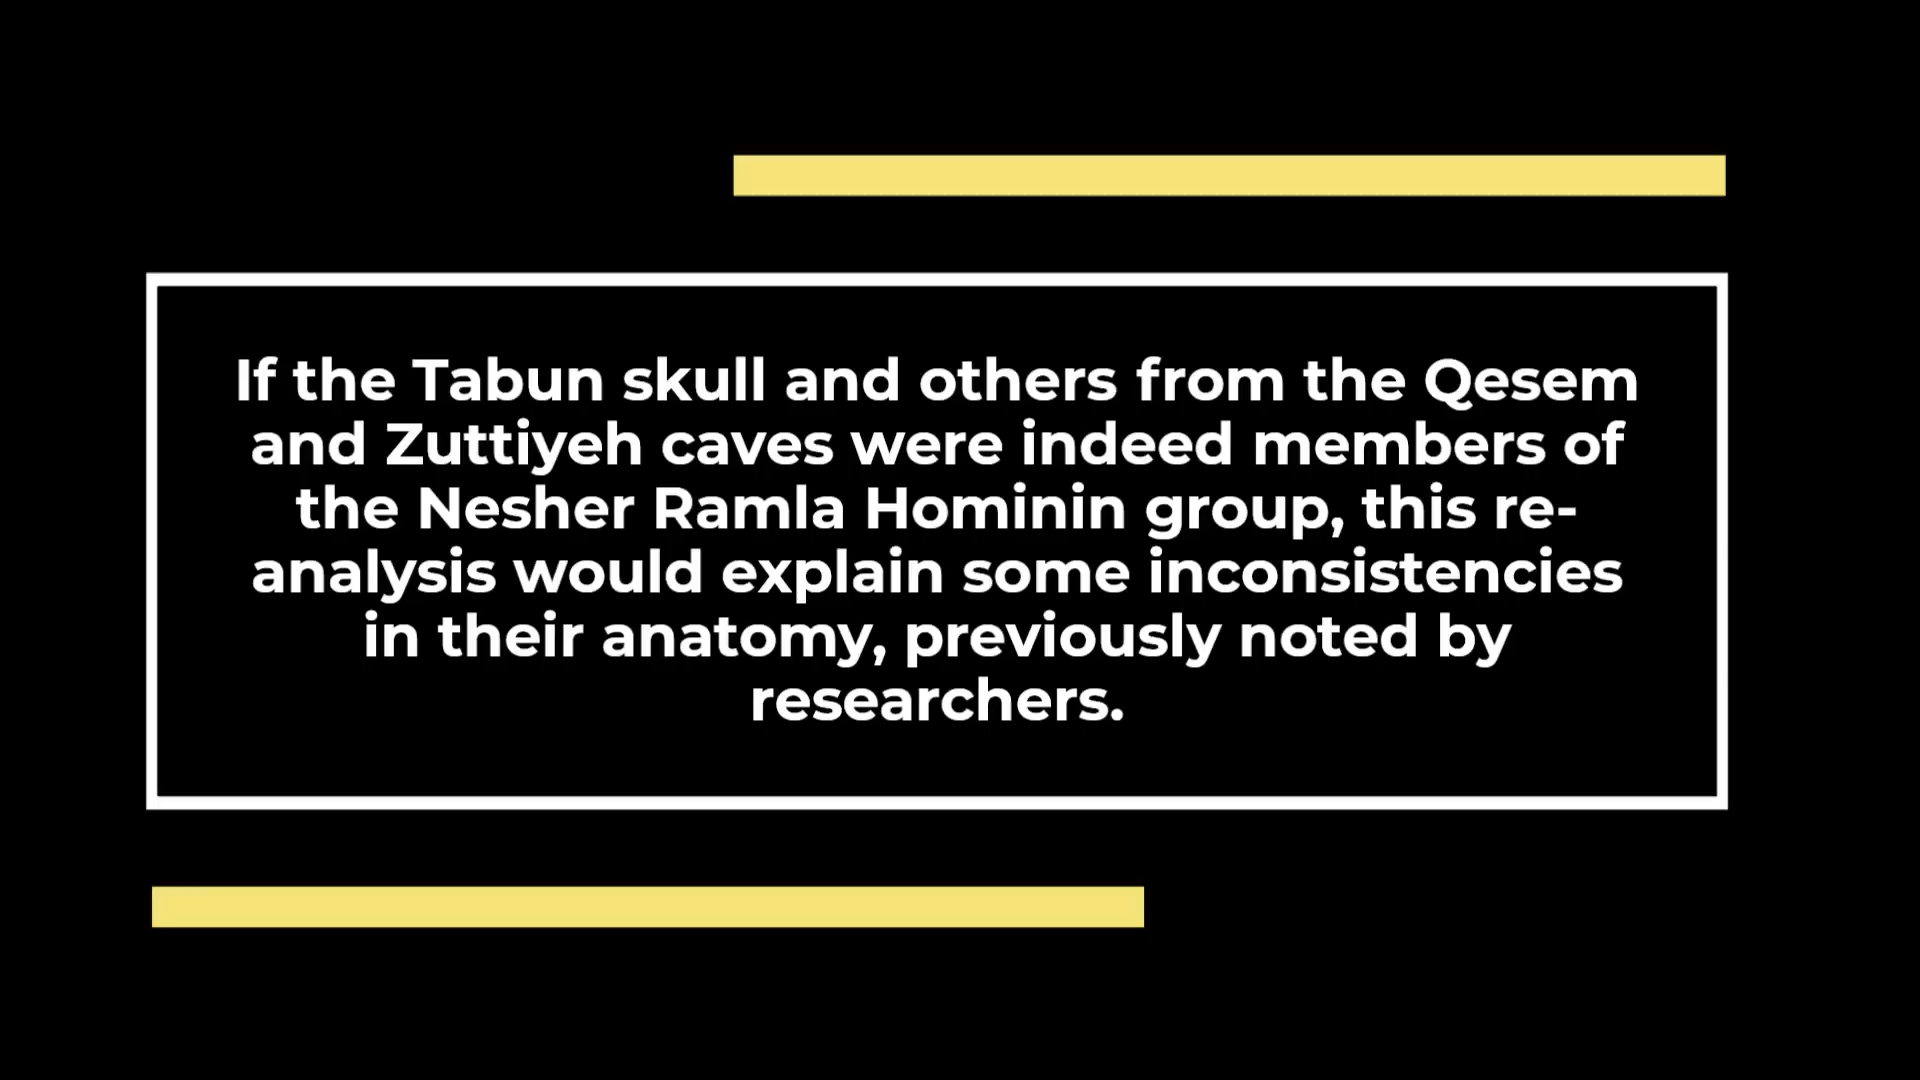 If the Tabun skull and others from the Qesem
and Zuttiyeh caves were indeed members of
the Nesher Ramla Hominin group, this re-
analysis would explain some inconsistencies
in their anatomy, previously noted by
researchers.